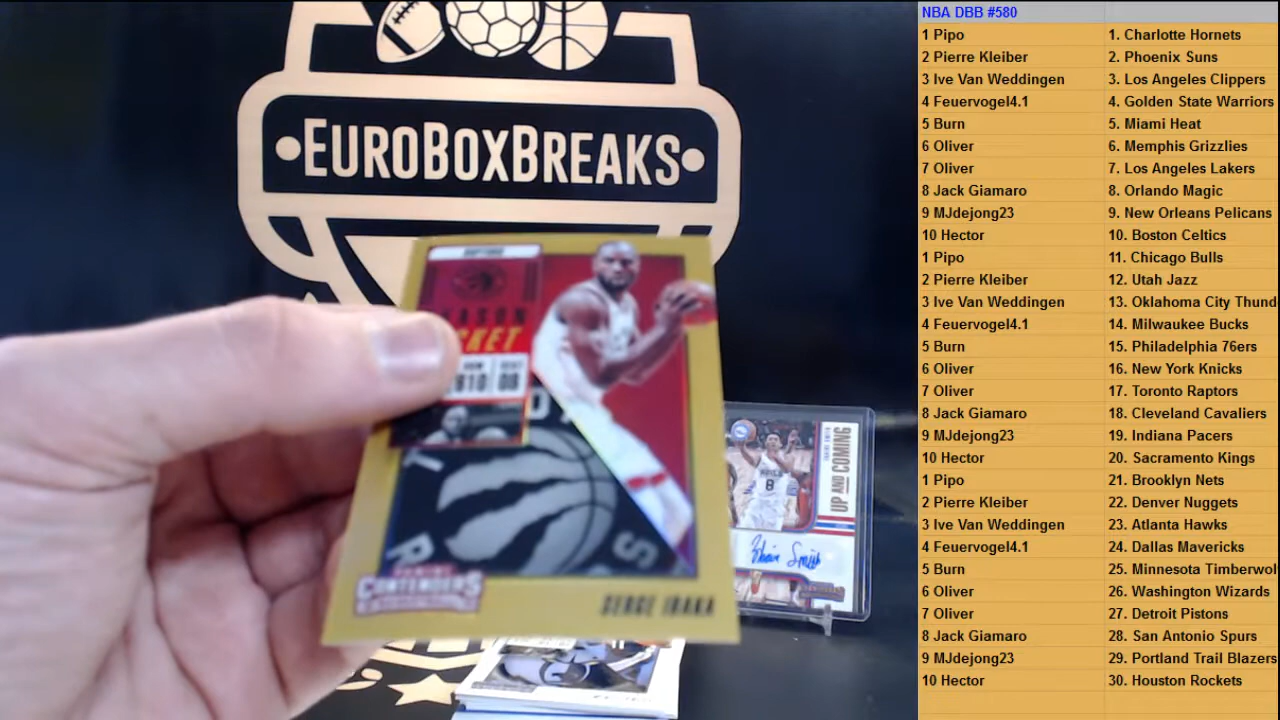 EUROBOXBREAKS
TICKET
610 08
PANINI
CONTENDERS
SERGE IBAKA
UP AND COMING
8
NBA DBB #580
1 Pipo 1. Charlotte Hornets
2 Pierre Kleiber 2. Phoenix Suns
3 Ive Van Weddingen 3. Los Angeles Clippers
4 Feuervogel4.1 4. Golden State Warriors
5 Burn 5. Miami Heat
6 Oliver 6. Memphis Grizzlies
7 Oliver 7. Los Angeles Lakers
8 Jack Giamaro 8. Orlando Magic
9 MJdejong23 9. New Orleans Pelicans
10 Hector 10. Boston Celtics
1 Pipo 11. Chicago Bulls
2 Pierre Kleiber 12. Utah Jazz
3 Ive Van Weddingen 13. Oklahoma City Thund
4 Feuervogel4.1 14. Milwaukee Bucks
5 Burn 15. Philadelphia 76ers
6 Oliver 16. New York Knicks
7 Oliver 17. Toronto Raptors
8 Jack Giamaro 18. Cleveland Cavaliers
9 MJdejong23 19. Indiana Pacers
10 Hector 20. Sacramento Kings
1 Pipo 21. Brooklyn Nets
2 Pierre Kleiber 22. Denver Nuggets
3 Ive Van Weddingen 23. Atlanta Hawks
4 Feuervogel4.1 24. Dallas Mavericks
5 Burn 25. Minnesota Timberwol
6 Oliver 26. Washington Wizards
7 Oliver 27. Detroit Pistons
8 Jack Giamaro 28. San Antonio Spurs
9 MJdejong23 29. Portland Trail Blazers
10 Hector 30. Houston Rockets